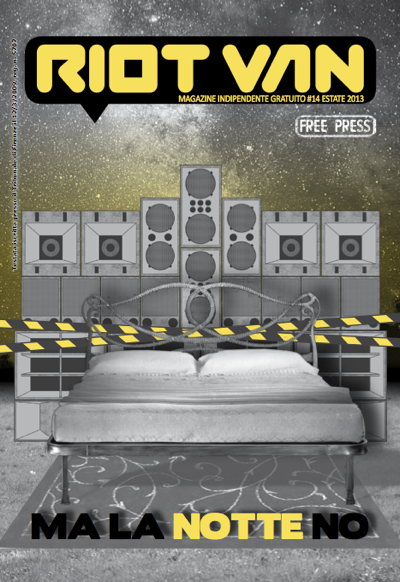 RIOT VAN
MAGAZINE INDIPENDENTE GRATUITO #14 ESTATE 2013
FREE PRESS
MA LA NOTTE NO